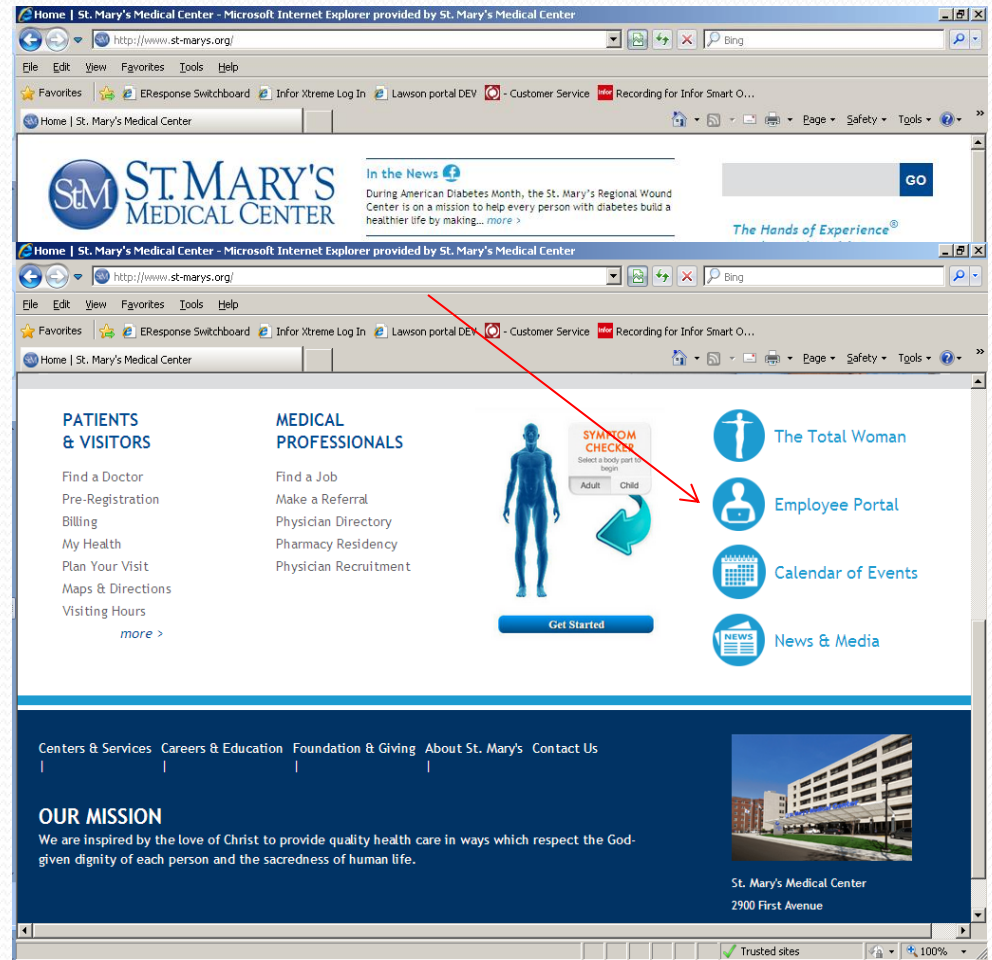 Home | St. Mary's Medical Center - Microsoft Internet Explorer provided by St. Mary's Medical Center
http://www.st-marys.org/
Bing
File Edit View Favorites Tools Help
Favorites EResponse Switchboard Infor Xtreme Log In Lawson portal DEV - Customer Service infor Recording for Infor Smart O...
Home | St. Mary's Medical Center Page Safety Tools
StM
ST. MARY'S
MEDICAL CENTER
In the News
During American Diabetes Month, the St. Mary's Regional Wound
Center is on a mission to help every person with diabetes build a
healthier life by making... more >
GO
The Hands of Experience®
Home | St. Mary's Medical Center - Microsoft Internet Explorer provided by St. Mary's Medical Center
http://www.st-marys.org/
Bing
File Edit View Favorites Tools Help
Favorites EResponse Switchboard Infor Xtreme Log In Lawson portal DEV - Customer Service infor Recording for Infor Smart O...
Home | St. Mary's Medical Center Page Safety Tools
PATIENTS
& VISITORS
Find a Doctor
Pre-Registration
Billing
My Health
Plan Your Visit
Maps & Directions
Visiting Hours
more >
MEDICAL
PROFESSIONALS
Find a Job
Make a Referral
Physician Directory
Pharmacy Residency
Physician Recruitment
SYMPTOM
CHECKER
Select a body part to
begin
Adult Child
Get Started
The Total Woman
Employee Portal
Calendar of Events
NEWS
News & Media
Centers & Services | Careers & Education | Foundation & Giving | About St. Mary's | Contact Us
OUR MISSION
We are inspired by the love of Christ to provide quality health care in ways which respect the God-
given dignity of each person and the sacredness of human life.
St. Mary's Medical Center
2900 First Avenue
Trusted sites 100%